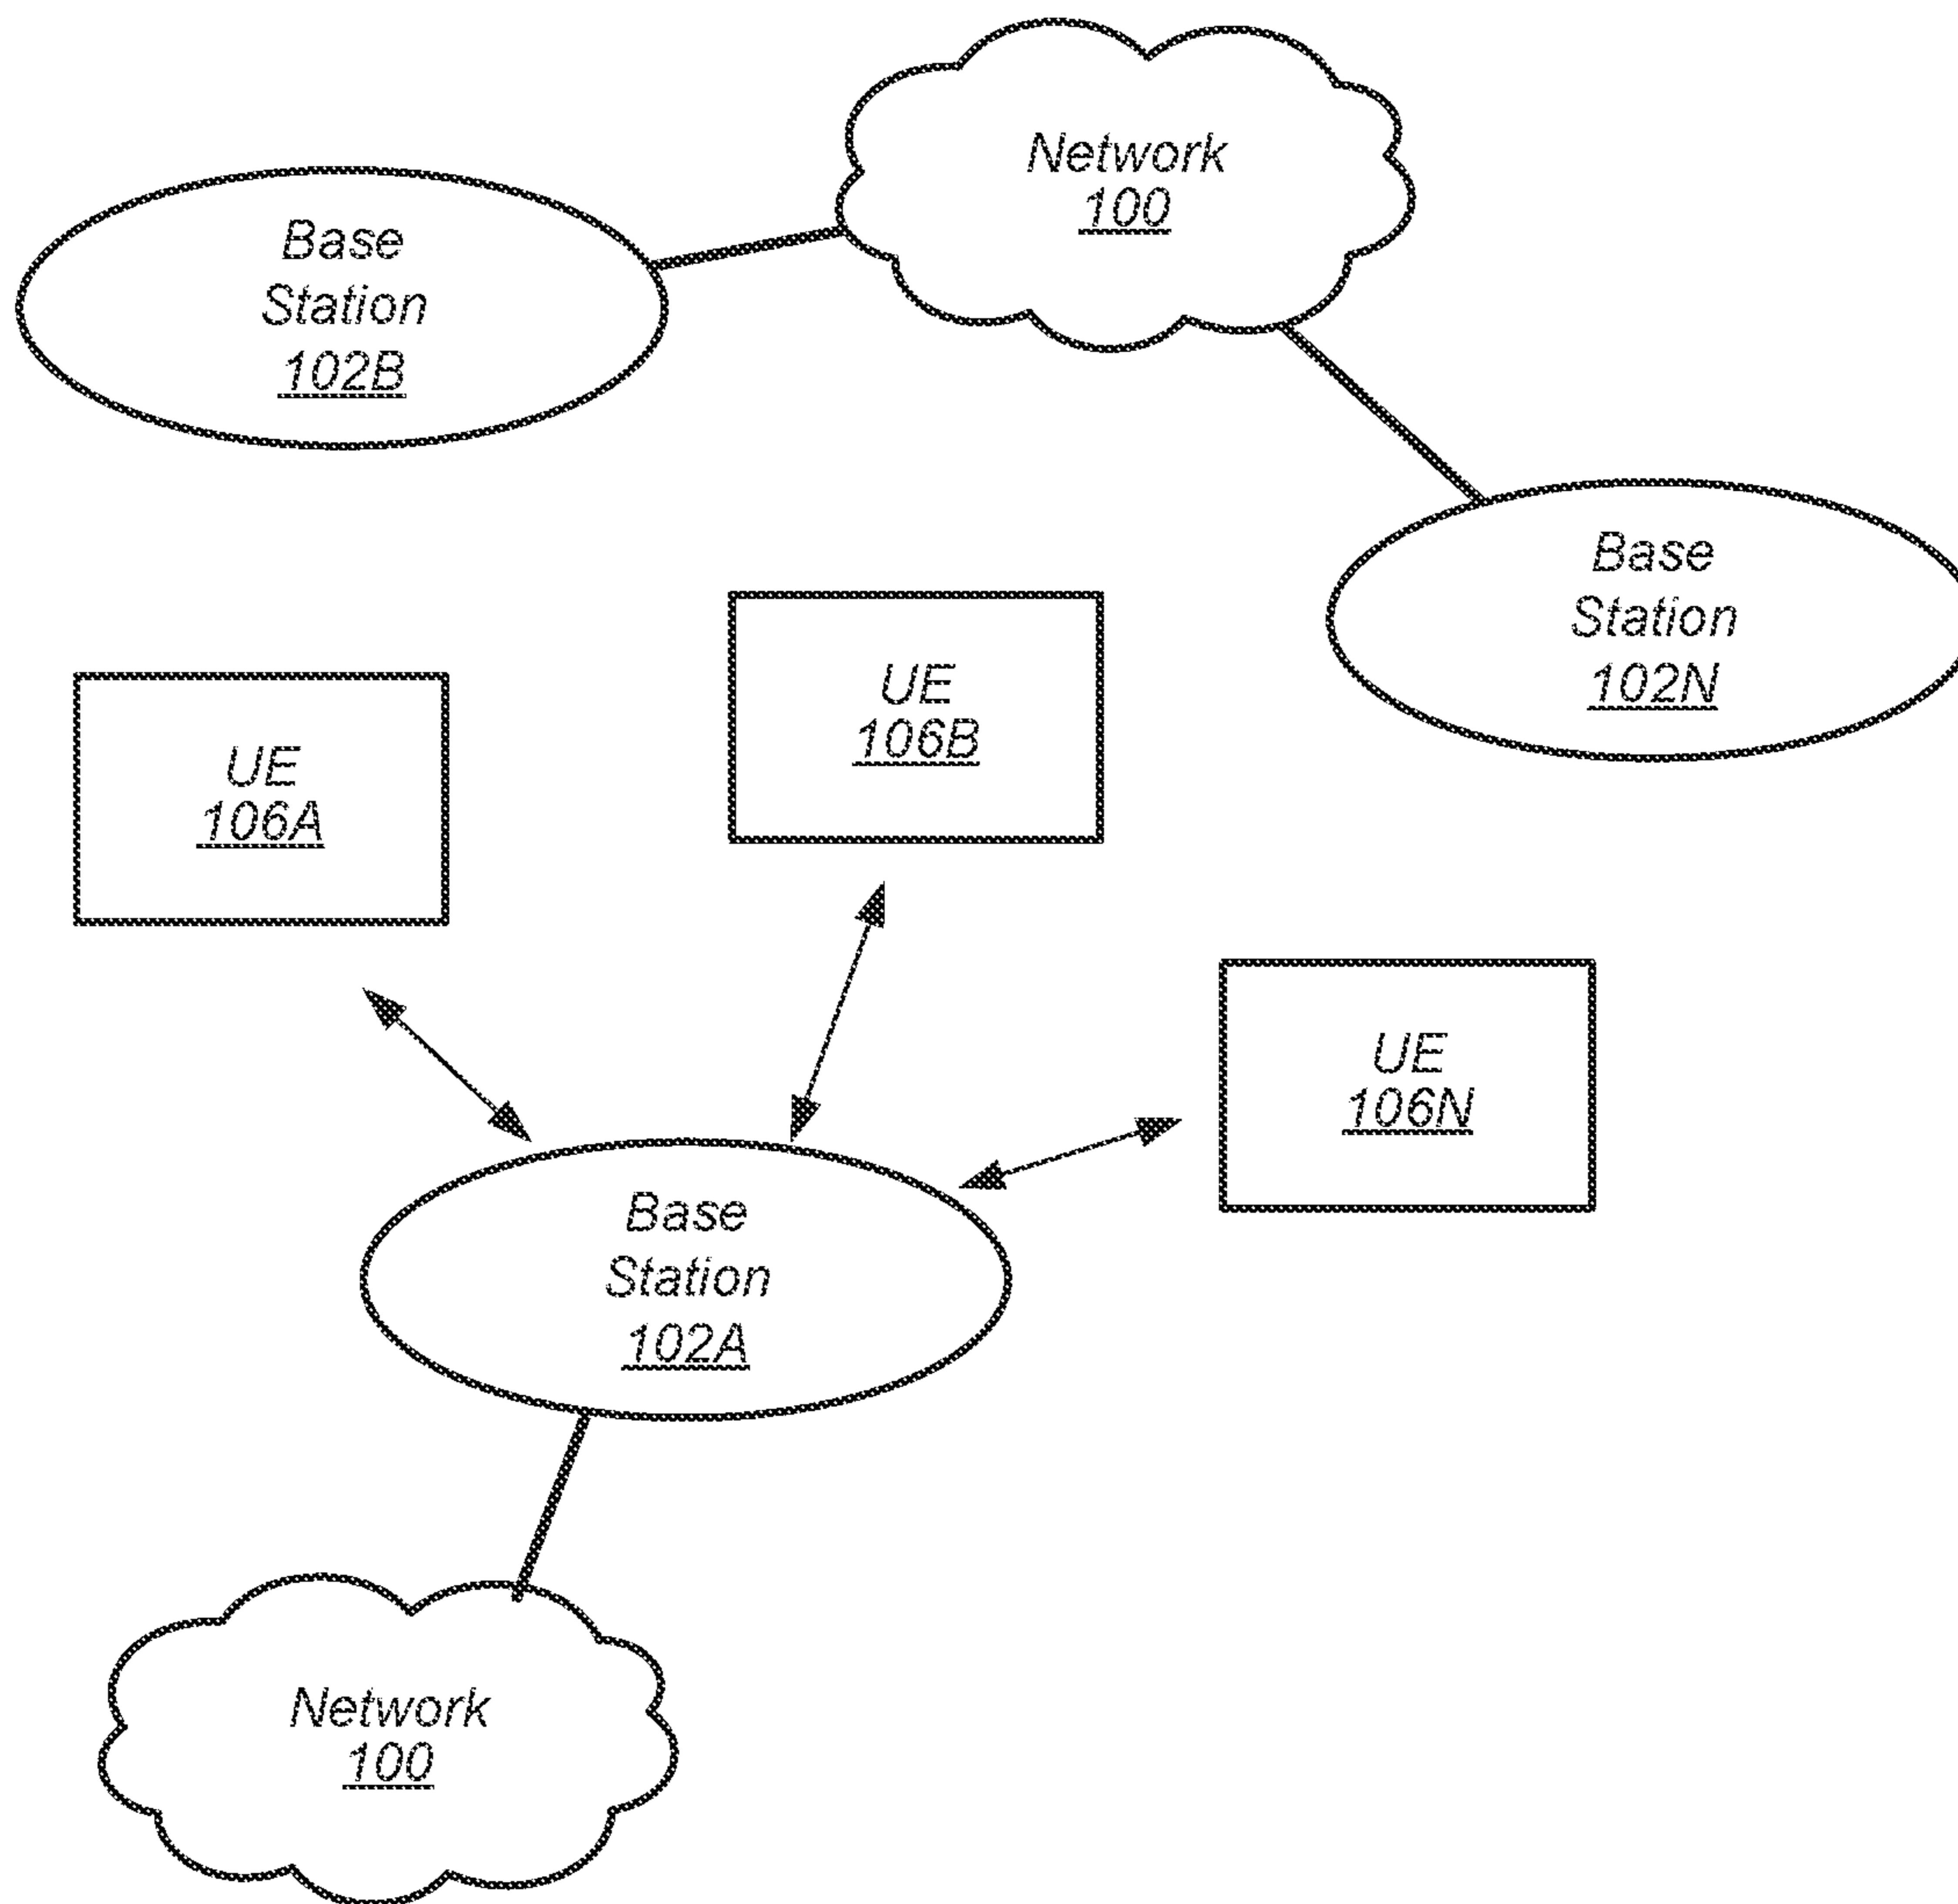 Network
100
Base
Station
102B
Base
Station
102N
UE
106B
UE
106A
UE
106N
Base
Station
102A
Network
100